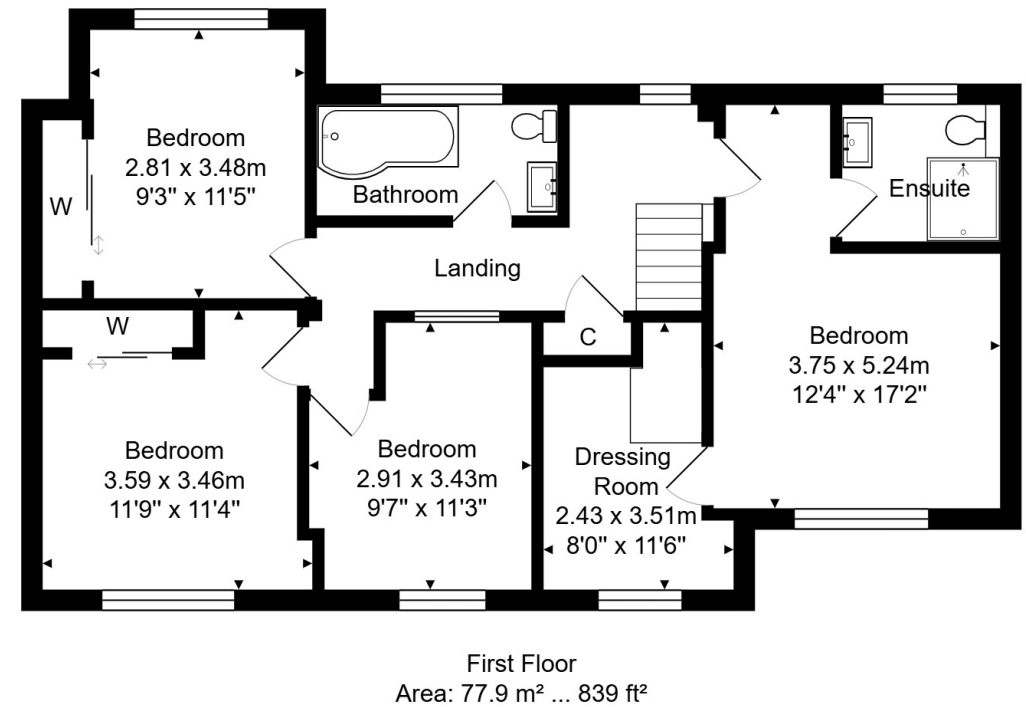 Bedroom
2.81 x 3.48m
9'3" x 11'5"
W
Bathroom
Ensuite
Landing
W
C
Bedroom
3.75 x 5.24m
12'4" x 17'2"
Bedroom
3.59 x 3.46m
11'9" x 11'4"
Bedroom
2.91 x 3.43m
9'7" x 11'3"
Dressing
Room
2.43 x 3.51m
8'0" x 11'6"
First Floor
Area: 77.9 m² ... 839 ft²